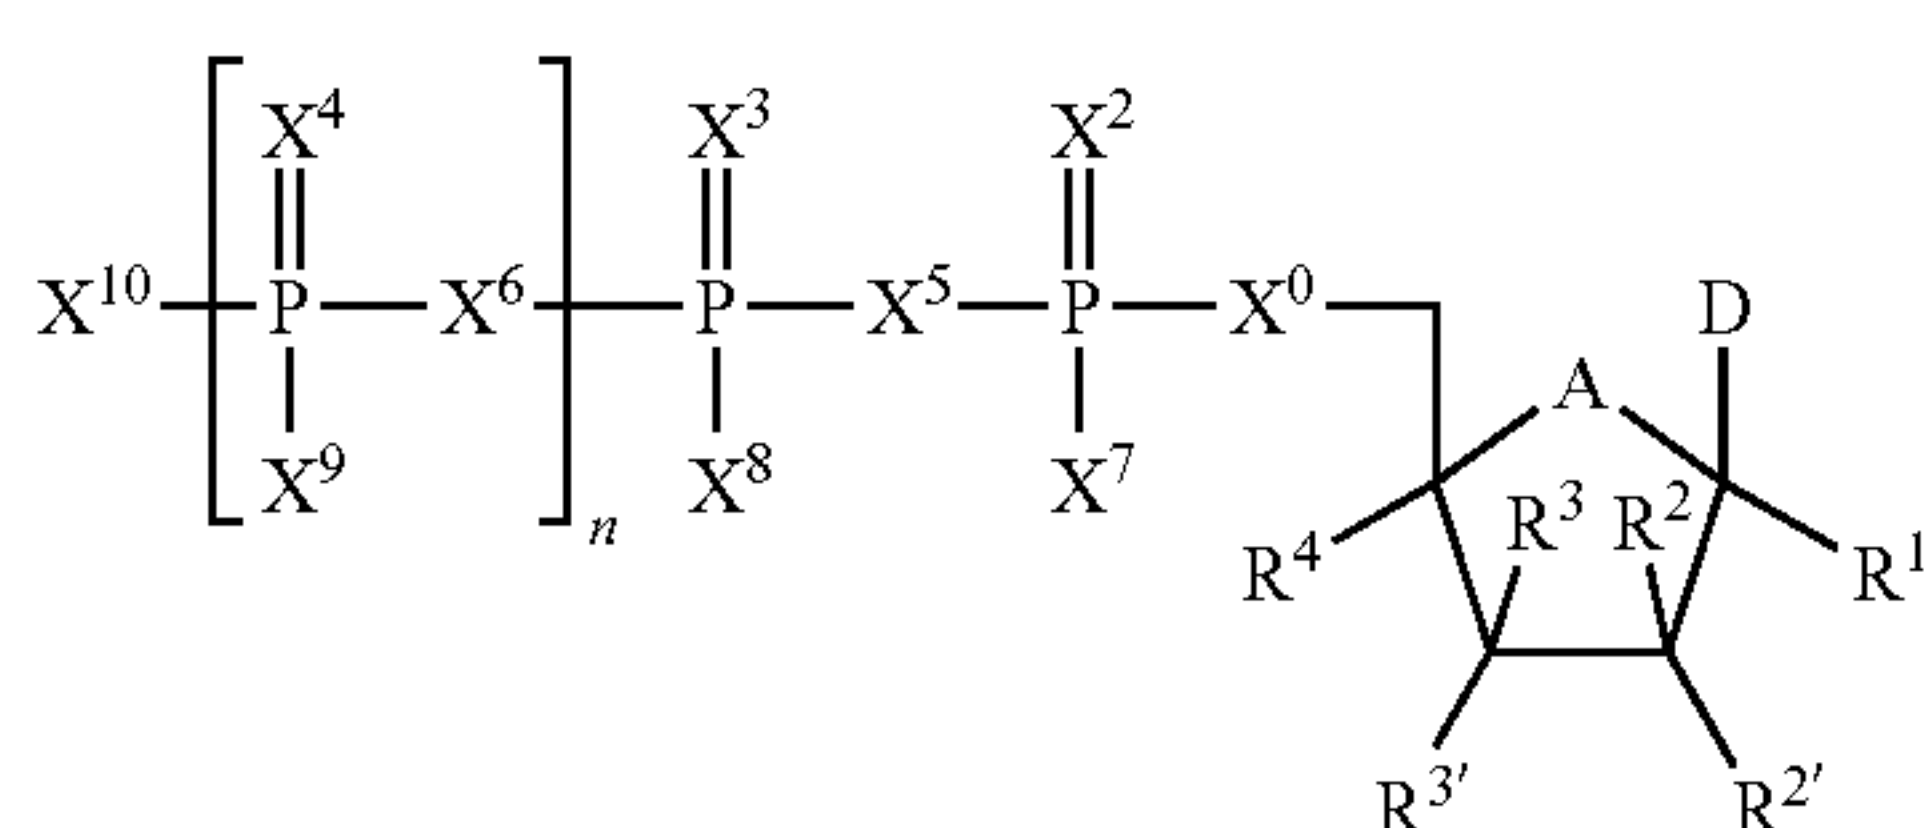 X⁴ X³ X²
X¹⁰ P X⁶ P X⁵ P X⁰ D
A
X⁹ X⁸ X⁷
n
R⁴ R³ R² R¹
R³′ R²′